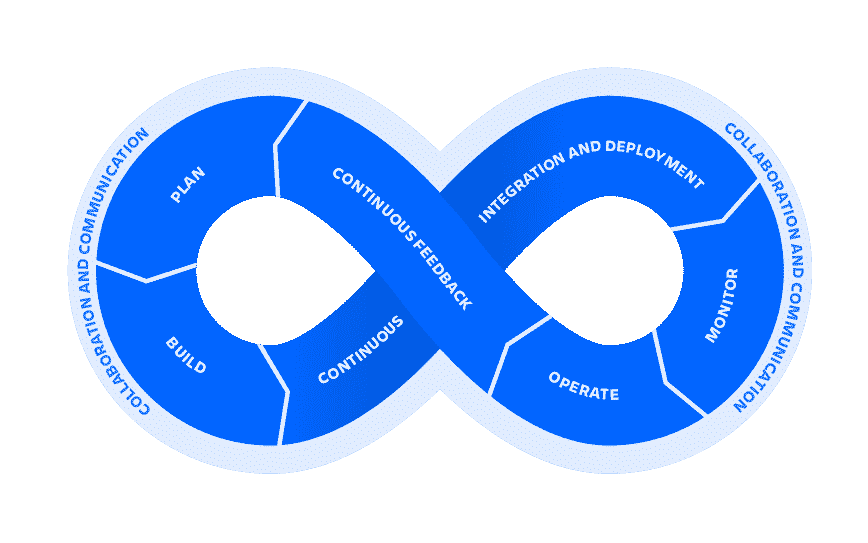 COLLABORATION AND COMMUNICATION
PLAN
BUILD
CONTINUOUS
INTEGRATION AND DEPLOYMENT
MONITOR
OPERATE
CONTINUOUS FEEDBACK
COLLABORATION AND COMMUNICATION